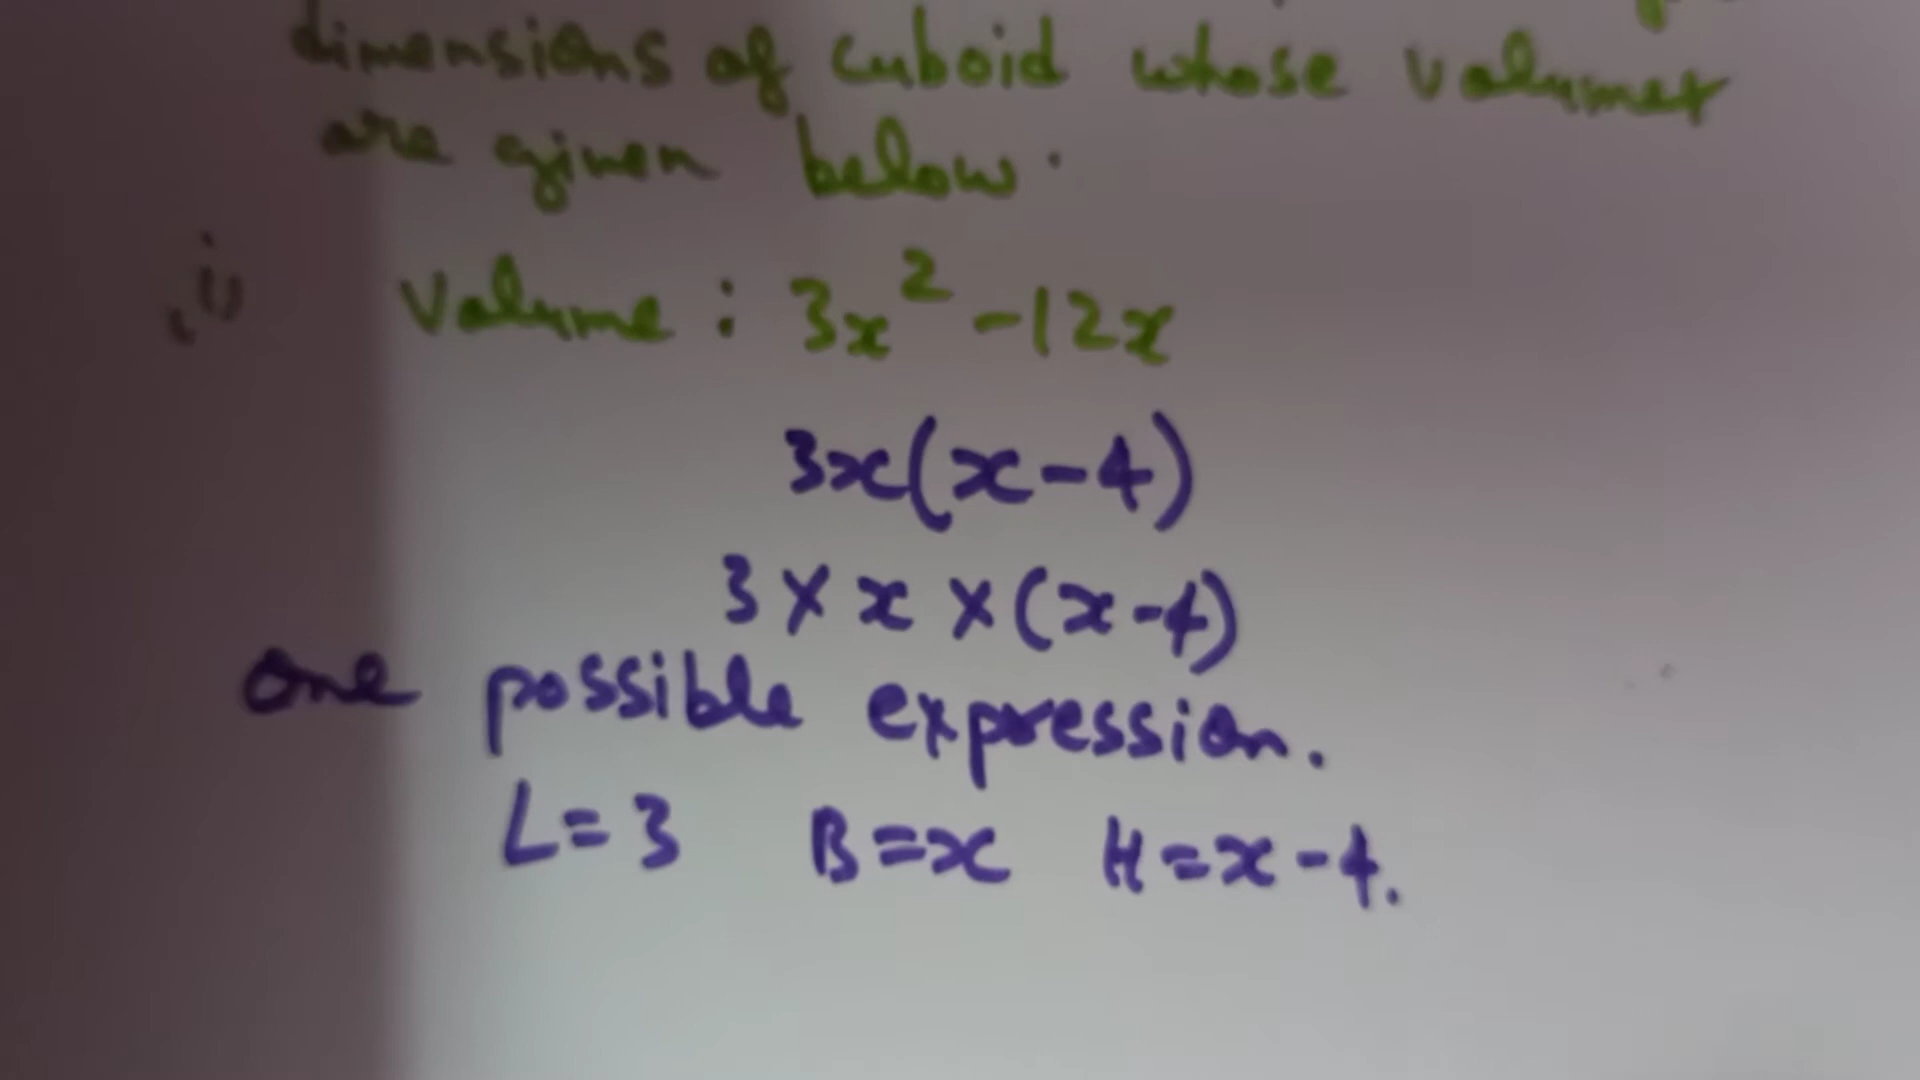 dimensions of cuboid whose volumes
are given below.
i) Volume : 3x² -12x
3x(x-4)
3 × x × (x-4)
One possible expression.
L=3 B=x H=x-4.